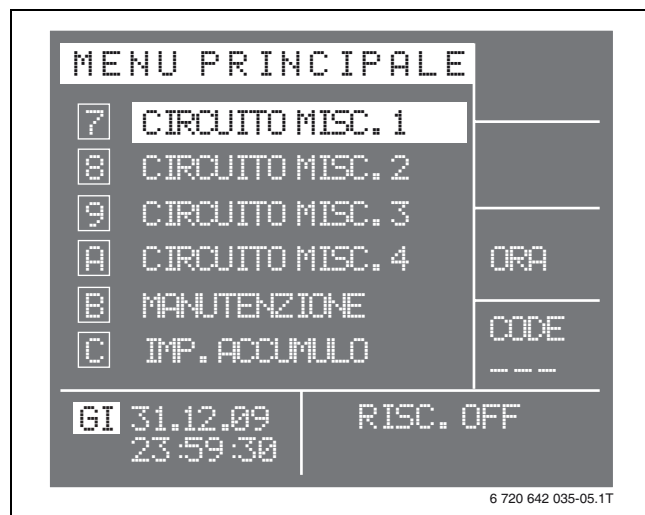 MENU PRINCIPALE
7 CIRCUITO MISC. 1
8 CIRCUITO MISC. 2
9 CIRCUITO MISC. 3
A CIRCUITO MISC. 4
B MANUTENZIONE
C IMP. ACCUMULO
ORA
CODE
---
GI 31.12.09
23:59:30
RISC. OFF
6 720 642 035-05.1T